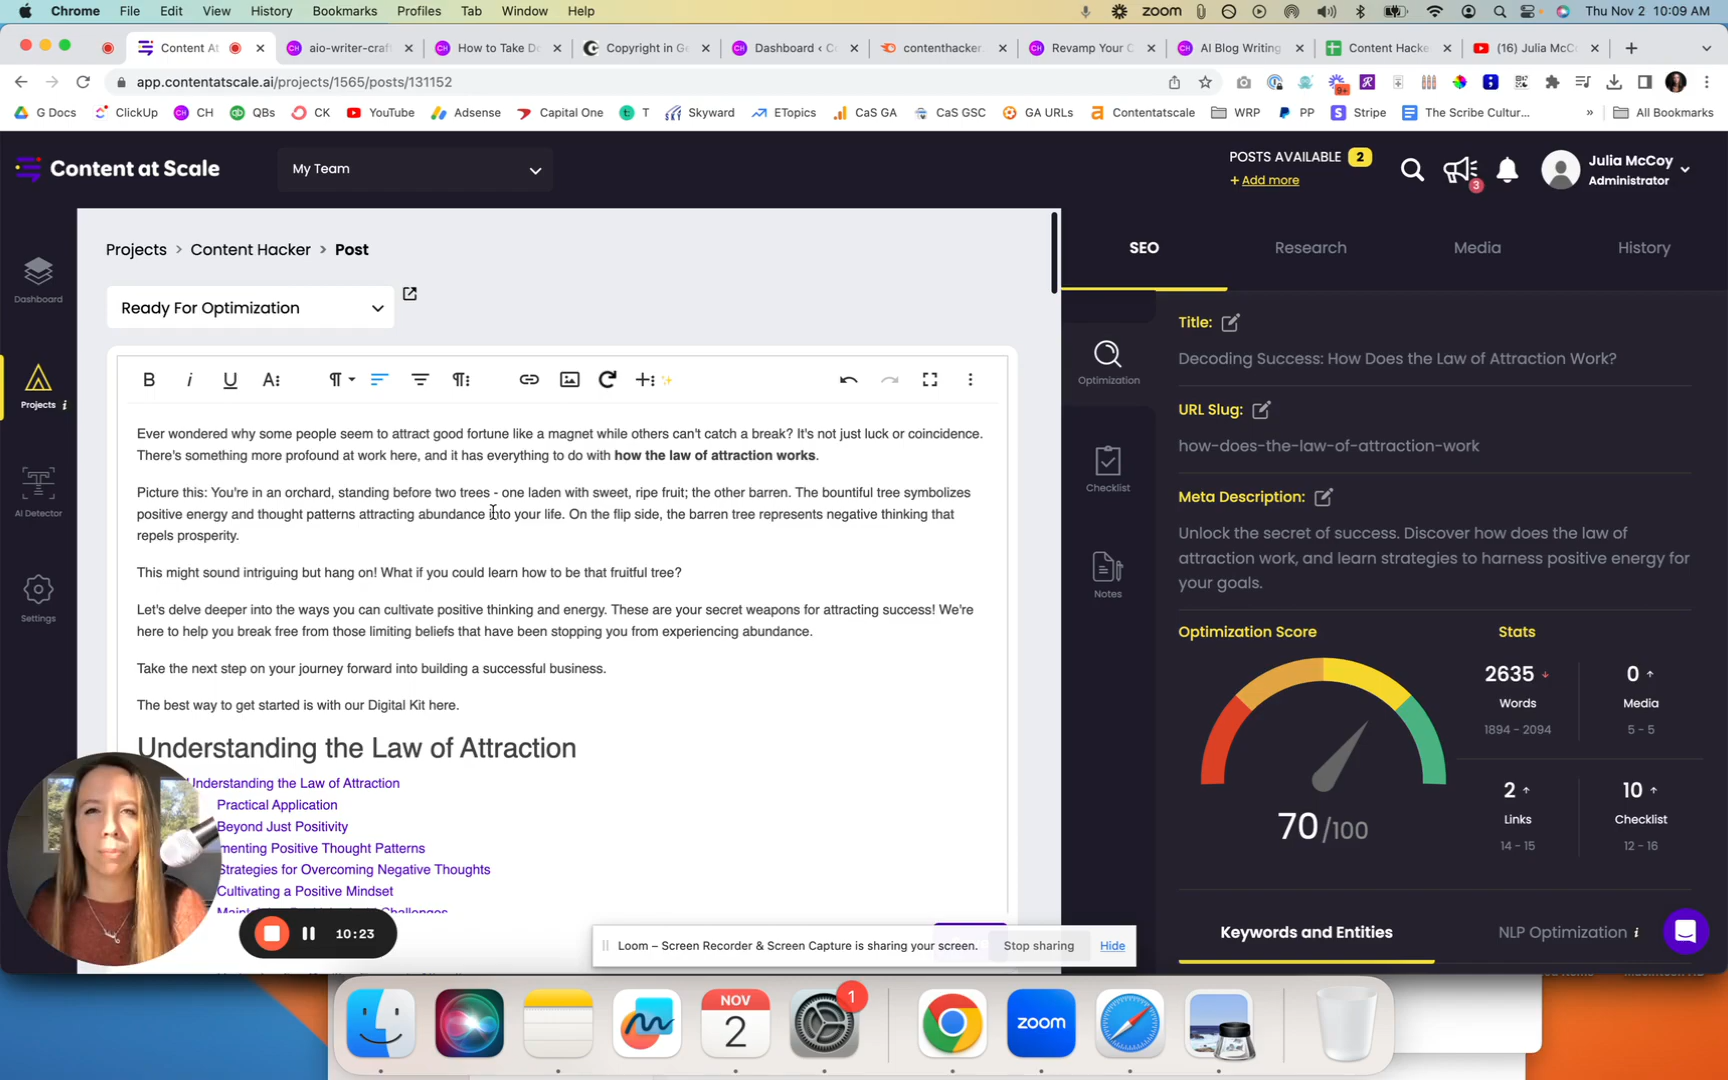 Chrome File Edit View History Bookmarks Profiles Tab Window Help
zoom Thu Nov 2 10:09 AM
Content At aio-writer-craf How to Take Do Copyright in Ge Dashboard ‹ Co contenthacker. Revamp Your C AI Blog Writing Content Hacke (16) Julia McCo
app.contentatscale.ai/projects/1565/posts/131152
9+
G Docs ClickUp CH QBs CK YouTube Adsense Capital One T Skyward ETopics CaS GA CaS GSC GA URLs Contentatscale WRP PP Stripe The Scribe Cultur... » All Bookmarks
Content at Scale
My Team
POSTS AVAILABLE 2
+ Add more
3
Julia McCoy
Administrator
Dashboard
Projects i
AI Detector
Settings
Projects > Content Hacker > Post
Ready For Optimization
Ever wondered why some people seem to attract good fortune like a magnet while others can't catch a break? It's not just luck or coincidence.
There's something more profound at work here, and it has everything to do with how the law of attraction works.
Picture this: You're in an orchard, standing before two trees - one laden with sweet, ripe fruit; the other barren. The bountiful tree symbolizes
positive energy and thought patterns attracting abundance into your life. On the flip side, the barren tree represents negative thinking that
repels prosperity.
This might sound intriguing but hang on! What if you could learn how to be that fruitful tree?
Let's delve deeper into the ways you can cultivate positive thinking and energy. These are your secret weapons for attracting success! We're
here to help you break free from those limiting beliefs that have been stopping you from experiencing abundance.
Take the next step on your journey forward into building a successful business.
The best way to get started is with our Digital Kit here.
Understanding the Law of Attraction
Understanding the Law of Attraction
Practical Application
Beyond Just Positivity
menting Positive Thought Patterns
Strategies for Overcoming Negative Thoughts
Cultivating a Positive Mindset
10:23
Loom – Screen Recorder & Screen Capture is sharing your screen. Stop sharing Hide
SEO Research Media History
Optimization
Checklist
Notes
Title:
Decoding Success: How Does the Law of Attraction Work?
URL Slug:
how-does-the-law-of-attraction-work
Meta Description:
Unlock the secret of success. Discover how does the law of
attraction work, and learn strategies to harness positive energy for
your goals.
Optimization Score
70 /100
Stats
2635 ↓
Words
1894 - 2094
0 ↑
Media
5 - 5
2 ↑
Links
14 - 15
10 ↑
Checklist
12 - 16
Keywords and Entities NLP Optimization i
NOV
2
1
zoom